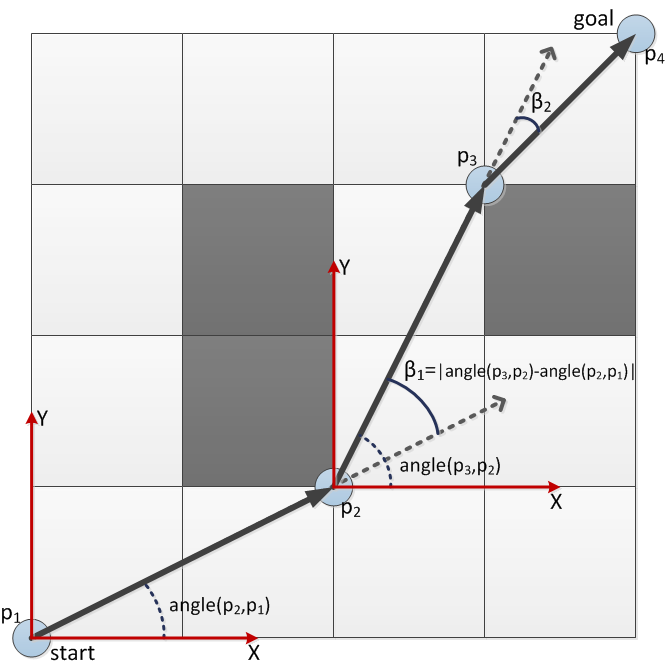 goal
p4
β2
p3
Y
β1=|angle(p3,p2)-angle(p2,p1)|
Y
angle(p3,p2)
X
p2
p1
angle(p2,p1)
start
X